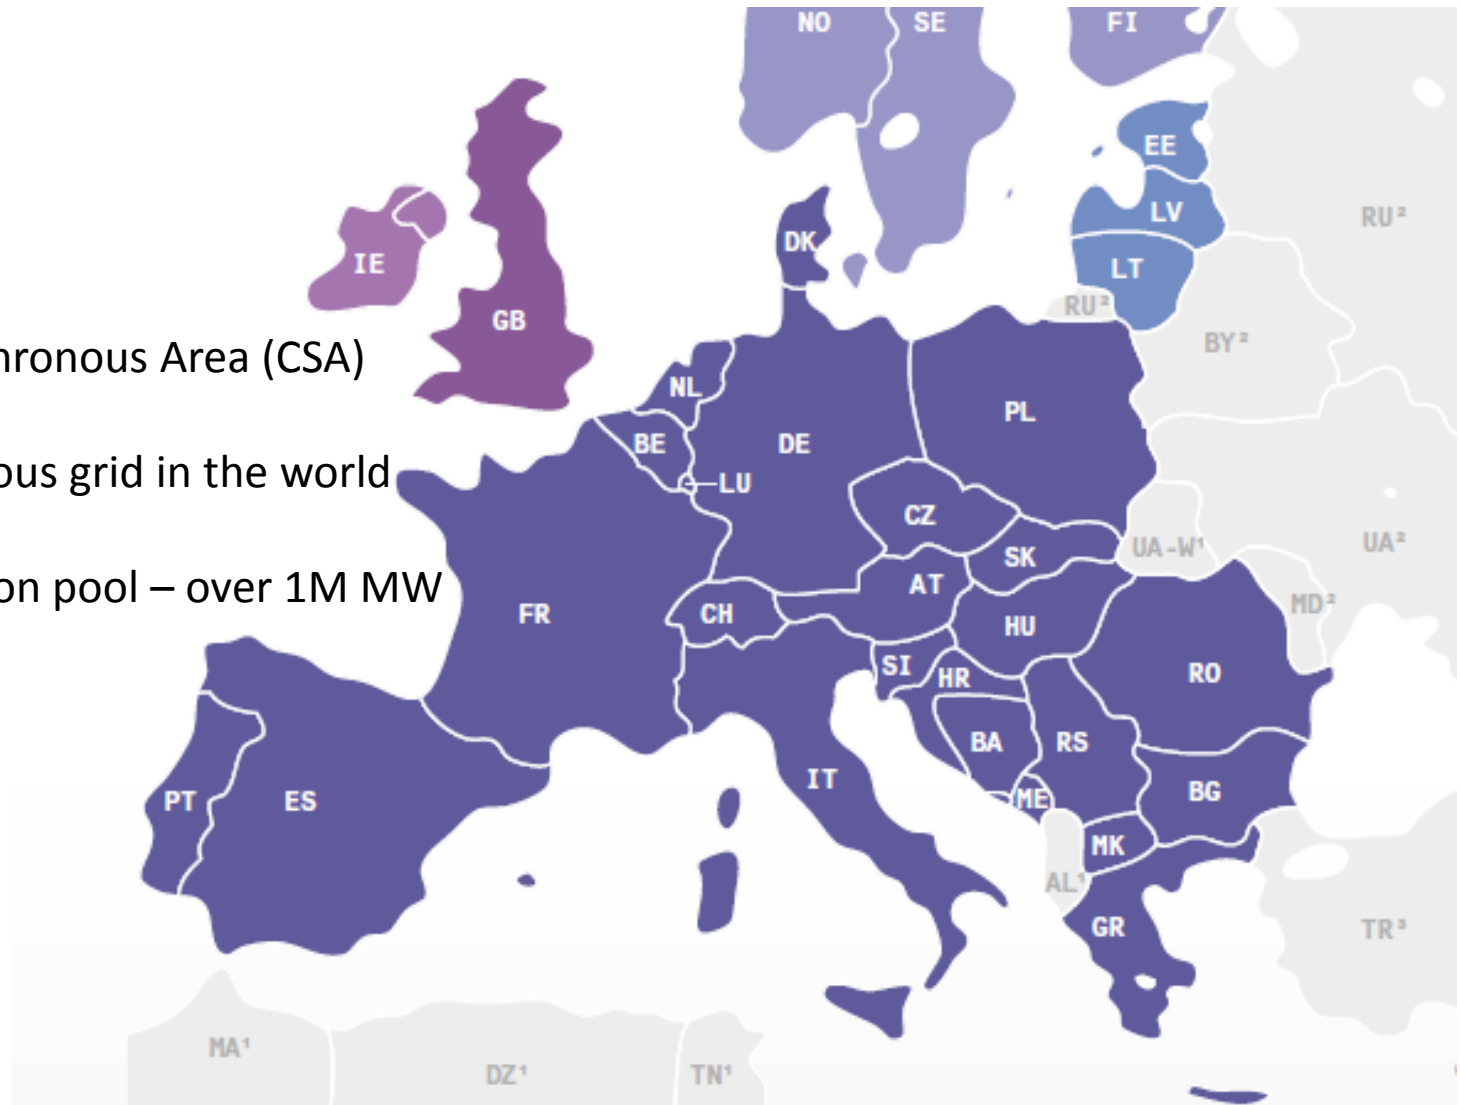 NO SE FI
EE
LV
RU²
DK
IE
LT
RU²
GB
BY²
hronous Area (CSA)
NL
PL
BE DE
ous grid in the world
LU
CZ
UA-W¹ UA²
SK
on pool – over 1M MW
AT
MD²
FR CH
HU
SI HR
RO
BA RS
IT
PT ES
ME
BG
MK
AL¹
GR
TR³
MA¹
DZ¹ TN¹